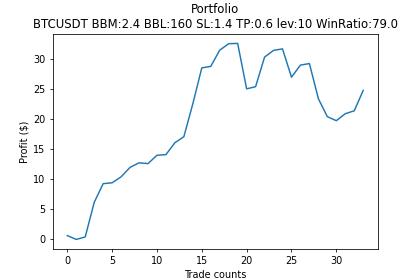 Portfolio
BTCUSDT BBM:2.4 BBL:160 SL:1.4 TP:0.6 lev:10 WinRatio:79.0
30
25
20
15
10
5
0
Profit ($)
0 5 10 15 20 25 30
Trade counts